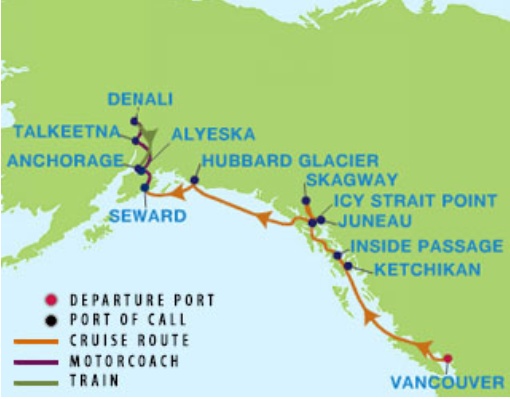 DENALI
TALKEETNA
ALYESKA
ANCHORAGE
HUBBARD GLACIER
SKAGWAY
ICY STRAIT POINT
SEWARD
JUNEAU
INSIDE PASSAGE
KETCHIKAN
DEPARTURE PORT
PORT OF CALL
CRUISE ROUTE
MOTORCOACH
TRAIN
VANCOUVER